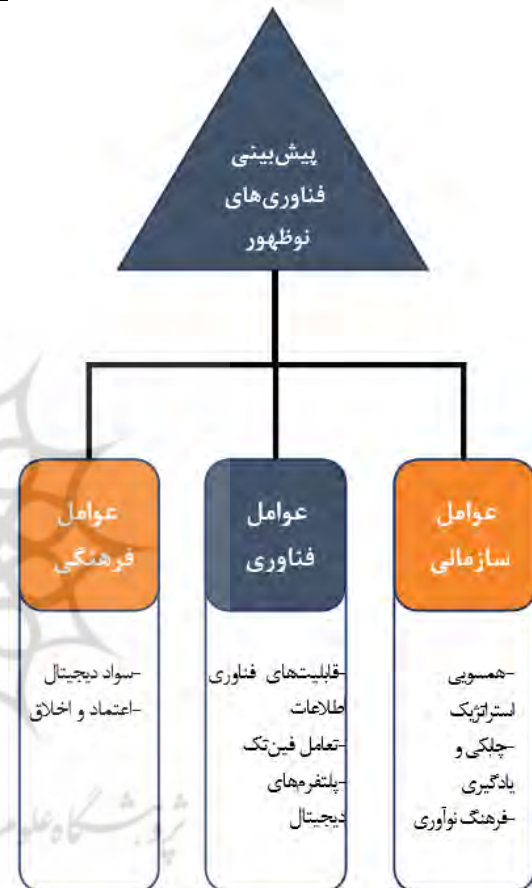 پیش‌بینی
فناوری‌های
نوظهور
عوامل
سازمانی
-همسویی
استراتژیک
-چابکی و
یادگیری
-فرهنگ نوآوری
عوامل
فناوری
-قابلیت‌های فناوری
طلاعات
-تعامل فین‌تک
-پلتفرم‌های
دیجیتال
عوامل
فرهنگی
-سواد دیجیتال
-اعتماد و اخلاق